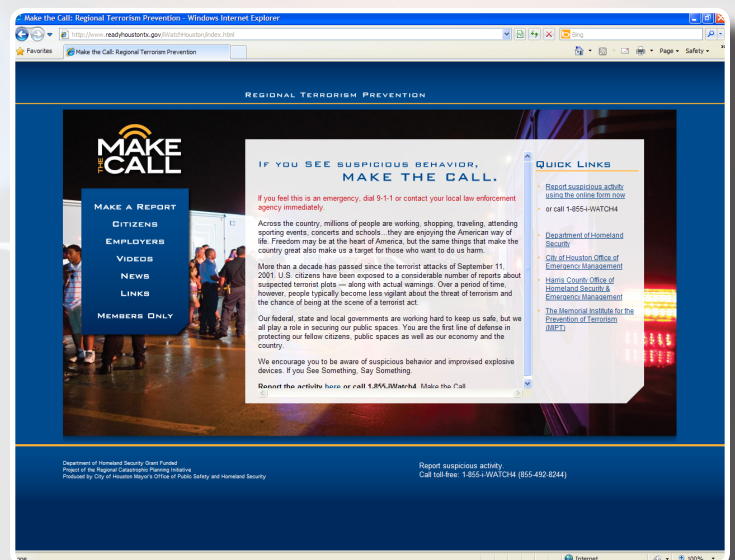 Make the Call: Regional Terrorism Prevention - Windows Internet Explorer
http://www.readyhoustontx.gov/iWatchHouston/index.html
Bing
Favorites
Make the Call: Regional Terrorism Prevention
Page
Safety
REGIONAL TERRORISM PREVENTION
MAKE
THE CALL
MAKE A REPORT
CITIZENS
EMPLOYERS
VIDEOS
NEWS
LINKS
MEMBERS ONLY
IF YOU SEE SUSPICIOUS BEHAVIOR,
MAKE THE CALL.
If you feel this is an emergency, dial 9-1-1 or contact your local law enforcement
agency immediately.
Across the country, millions of people are working, shopping, traveling, attending
sporting events, concerts and schools...they are enjoying the American way of
life. Freedom may be at the heart of America, but the same things that make the
country great also make us a target for those who want to do us harm.
More than a decade has passed since the terrorist attacks of September 11,
2001. U.S. citizens have been exposed to a considerable number of reports about
suspected terrorist plots — along with actual warnings. Over a period of time,
however, people typically become less vigilant about the threat of terrorism and
the chance of being at the scene of a terrorist act.
Our federal, state and local governments are working hard to keep us safe, but we
all play a role in securing our public spaces. You are the first line of defense in
protecting our fellow citizens, public spaces as well as our economy and the
country.
We encourage you to be aware of suspicious behavior and improvised explosive
devices. If you See Something, Say Something.
Report the activity here or call 1-855-iWatch4. Make the Call
QUICK LINKS
Report suspicious activity
using the online form now
or call 1-855-i-WATCH4
Department of Homeland
Security
City of Houston Office of
Emergency Management
Harris County Office of
Homeland Security &
Emergency Management
The Memorial Institute for the
Prevention of Terrorism
(MIPT)
Department of Homeland Security Grant Funded
Project of the Regional Catastrophic Planning Initiative
Produced by City of Houston Mayor's Office of Public Safety and Homeland Security
Report suspicious activity.
Call toll-free: 1-855-i-WATCH4 (855-492-8244)
Internet
100%